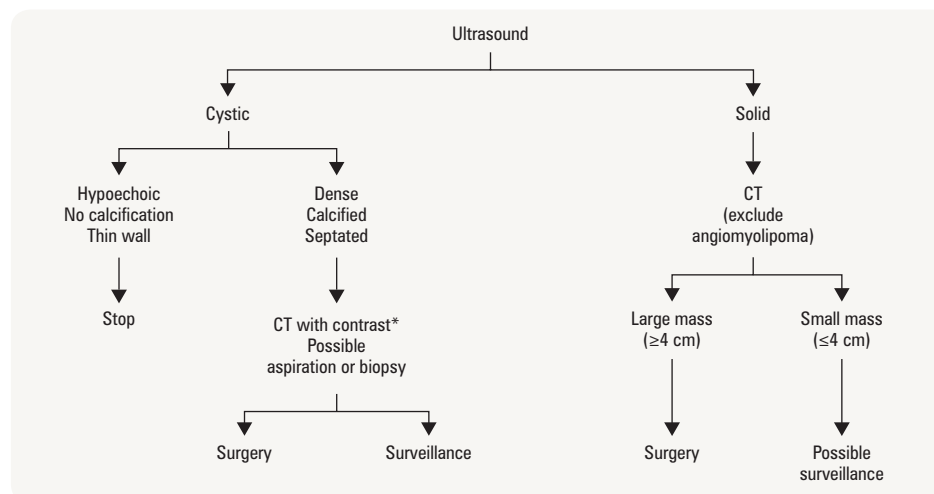 Ultrasound
Cystic
Solid
Hypoechoic
No calcification
Thin wall
Dense
Calcified
Septated
CT
(exclude
angiomyolipoma)
Stop
CT with contrast*
Possible
aspiration or biopsy
Large mass
(≥4 cm)
Small mass
(≤4 cm)
Surgery
Surveillance
Surgery
Possible
surveillance